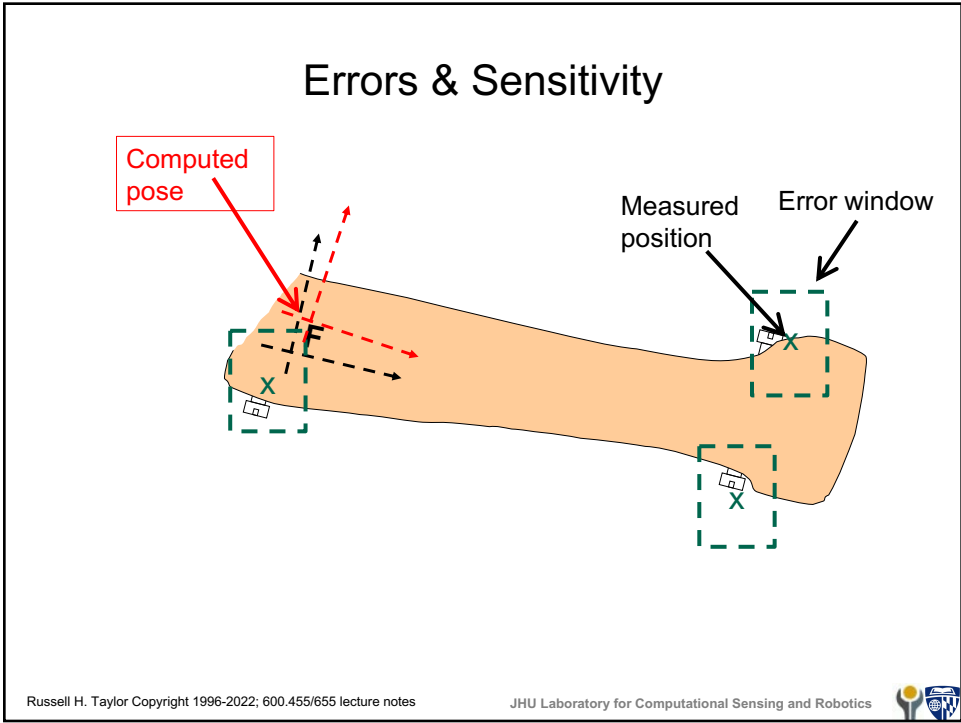 Errors & Sensitivity
Computed
pose
Measured
position
Error window
F
x
x
x
Russell H. Taylor Copyright 1996-2022; 600.455/655 lecture notes
JHU Laboratory for Computational Sensing and Robotics